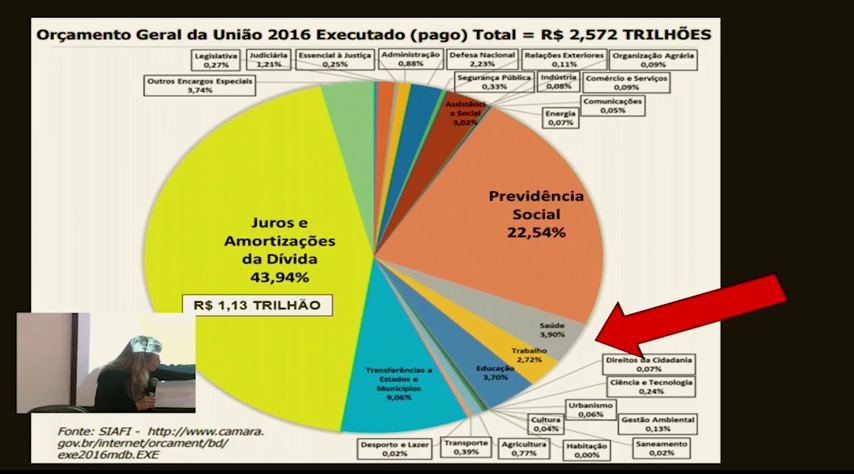 Orçamento Geral da União 2016 Executado (pago) Total = R$ 2,572 TRILHÕES
Legislativa
0,27%
Judiciária
1,21%
Essencial à Justiça
0,25%
Administração
0,88%
Defesa Nacional
2,23%
Relações Exteriores
0,11%
Organização Agrária
0,09%
Outros Encargos Especiais
3,74%
Segurança Pública
0,33%
Indústria
0,08%
Comércio e Serviços
0,09%
Comunicações
0,05%
Energia
0,07%
Assistênci
a Social
3,02%
Previdência
Social
22,54%
Juros e
Amortizações
da Dívida
43,94%
R$ 1,13 TRILHÃO
Saúde
3,90%
Trabalho
2,72%
Educação
3,70%
Transferências a
Estados e
Municípios
9,06%
Direitos da Cidadania
0,07%
Ciência e Tecnologia
0,24%
Urbanismo
0,06%
Cultura
0,04%
Gestão Ambiental
0,13%
Desporto e Lazer
0,02%
Transporte
0,39%
Agricultura
0,77%
Habitação
0,00%
Saneamento
0,02%
Fonte: SIAFI - http://www.camara.
gov.br/internet/orcament/bd/
exe2016mdb.EXE